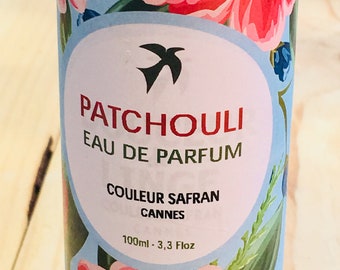 PATCHOULI
EAU DE PARFUM
COULEUR SAFRAN
CANNES
100ml - 3,3 Floz